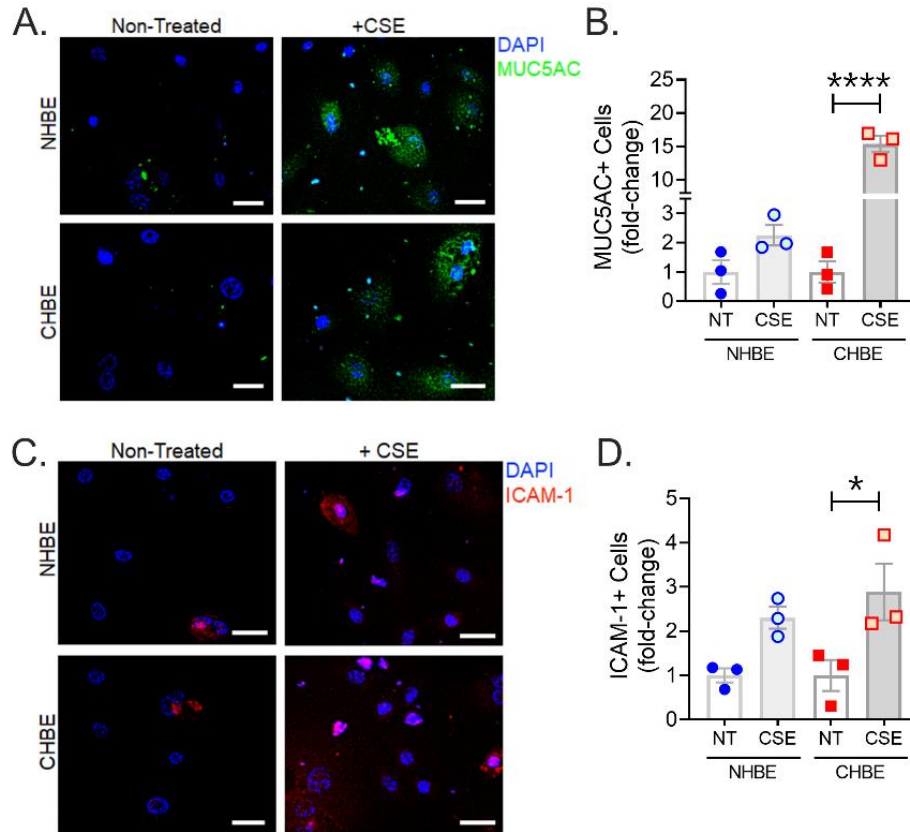 A.
Non-Treated
+CSE
DAPI
MUC5AC
NHBE
CHBE
B.
MUC5AC+ Cells
(fold-change)
25
20
15
10
3
2
1
0
****
NT
CSE
NT
CSE
NHBE
CHBE
C.
Non-Treated
+ CSE
DAPI
ICAM-1
NHBE
CHBE
D.
ICAM-1+ Cells
(fold-change)
5
4
3
2
1
0
*
NT
CSE
NT
CSE
NHBE
CHBE